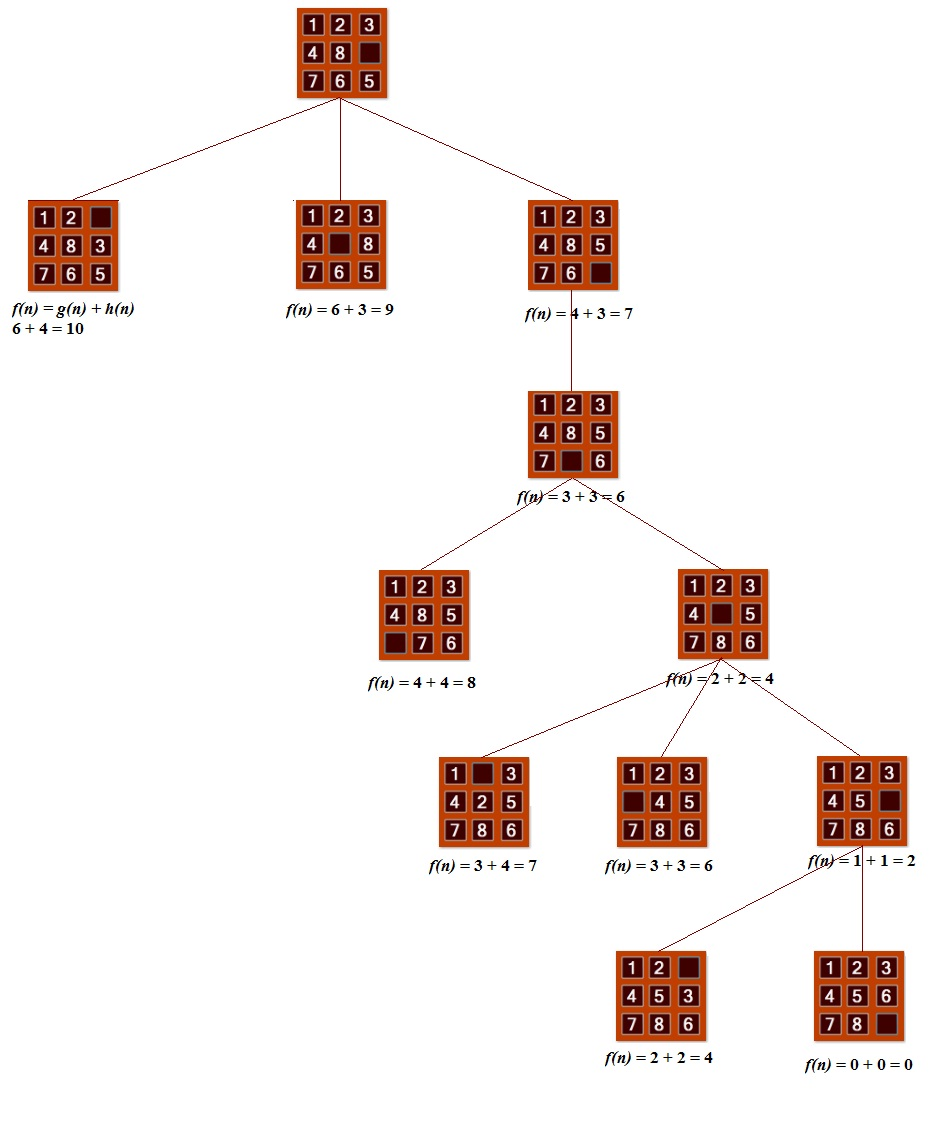 1 2 3
4 8
7 6 5
1 2
4 8 3
7 6 5
f(n) = g(n) + h(n)
6 + 4 = 10
1 2 3
4 8
7 6 5
f(n) = 6 + 3 = 9
1 2 3
4 8 5
7 6
f(n) = 4 + 3 = 7
1 2 3
4 8 5
7 6
f(n) = 3 + 3 = 6
1 2 3
4 8 5
7 6
f(n) = 4 + 4 = 8
1 2 3
4 5
7 8 6
f(n) = 2 + 2 = 4
1 3
4 2 5
7 8 6
f(n) = 3 + 4 = 7
1 2 3
4 5
7 8 6
f(n) = 3 + 3 = 6
1 2 3
4 5
7 8 6
f(n) = 1 + 1 = 2
1 2
4 5 3
7 8 6
f(n) = 2 + 2 = 4
1 2 3
4 5 6
7 8
f(n) = 0 + 0 = 0